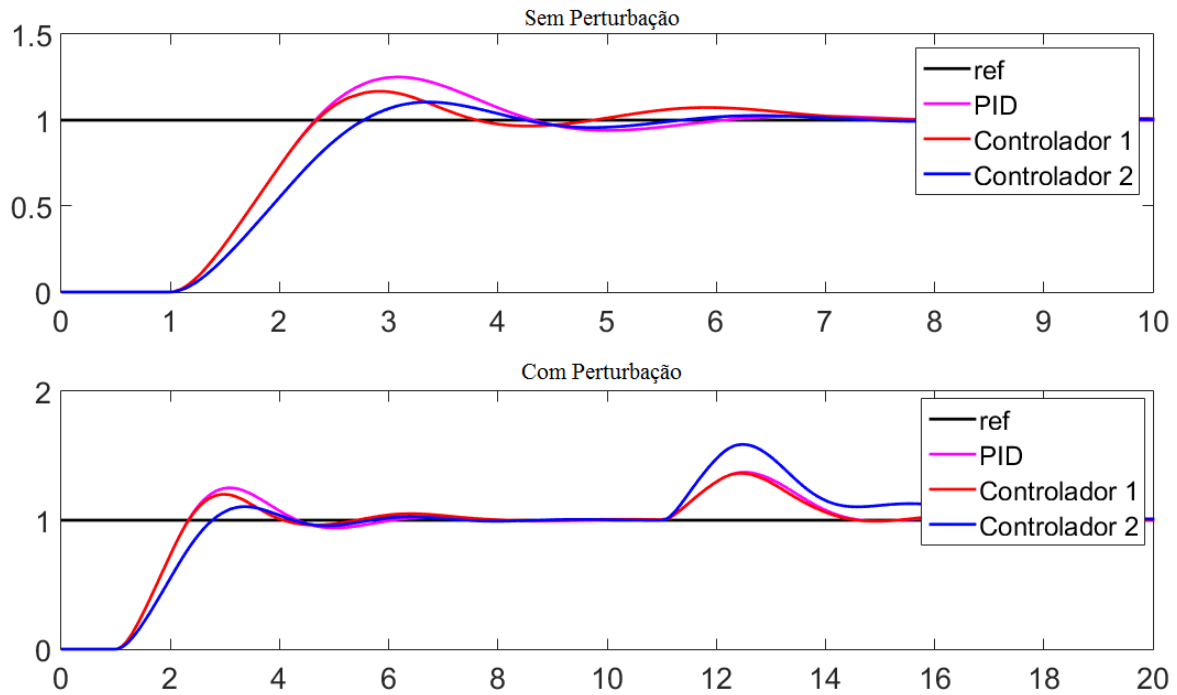 Sem Perturbação
1.5
1
0.5
0
0 1 2 3 4 5 6 7 8 9 10
ref
PID
Controlador 1
Controlador 2
Com Perturbação
2
1
0
0 2 4 6 8 10 12 14 16 18 20
ref
PID
Controlador 1
Controlador 2